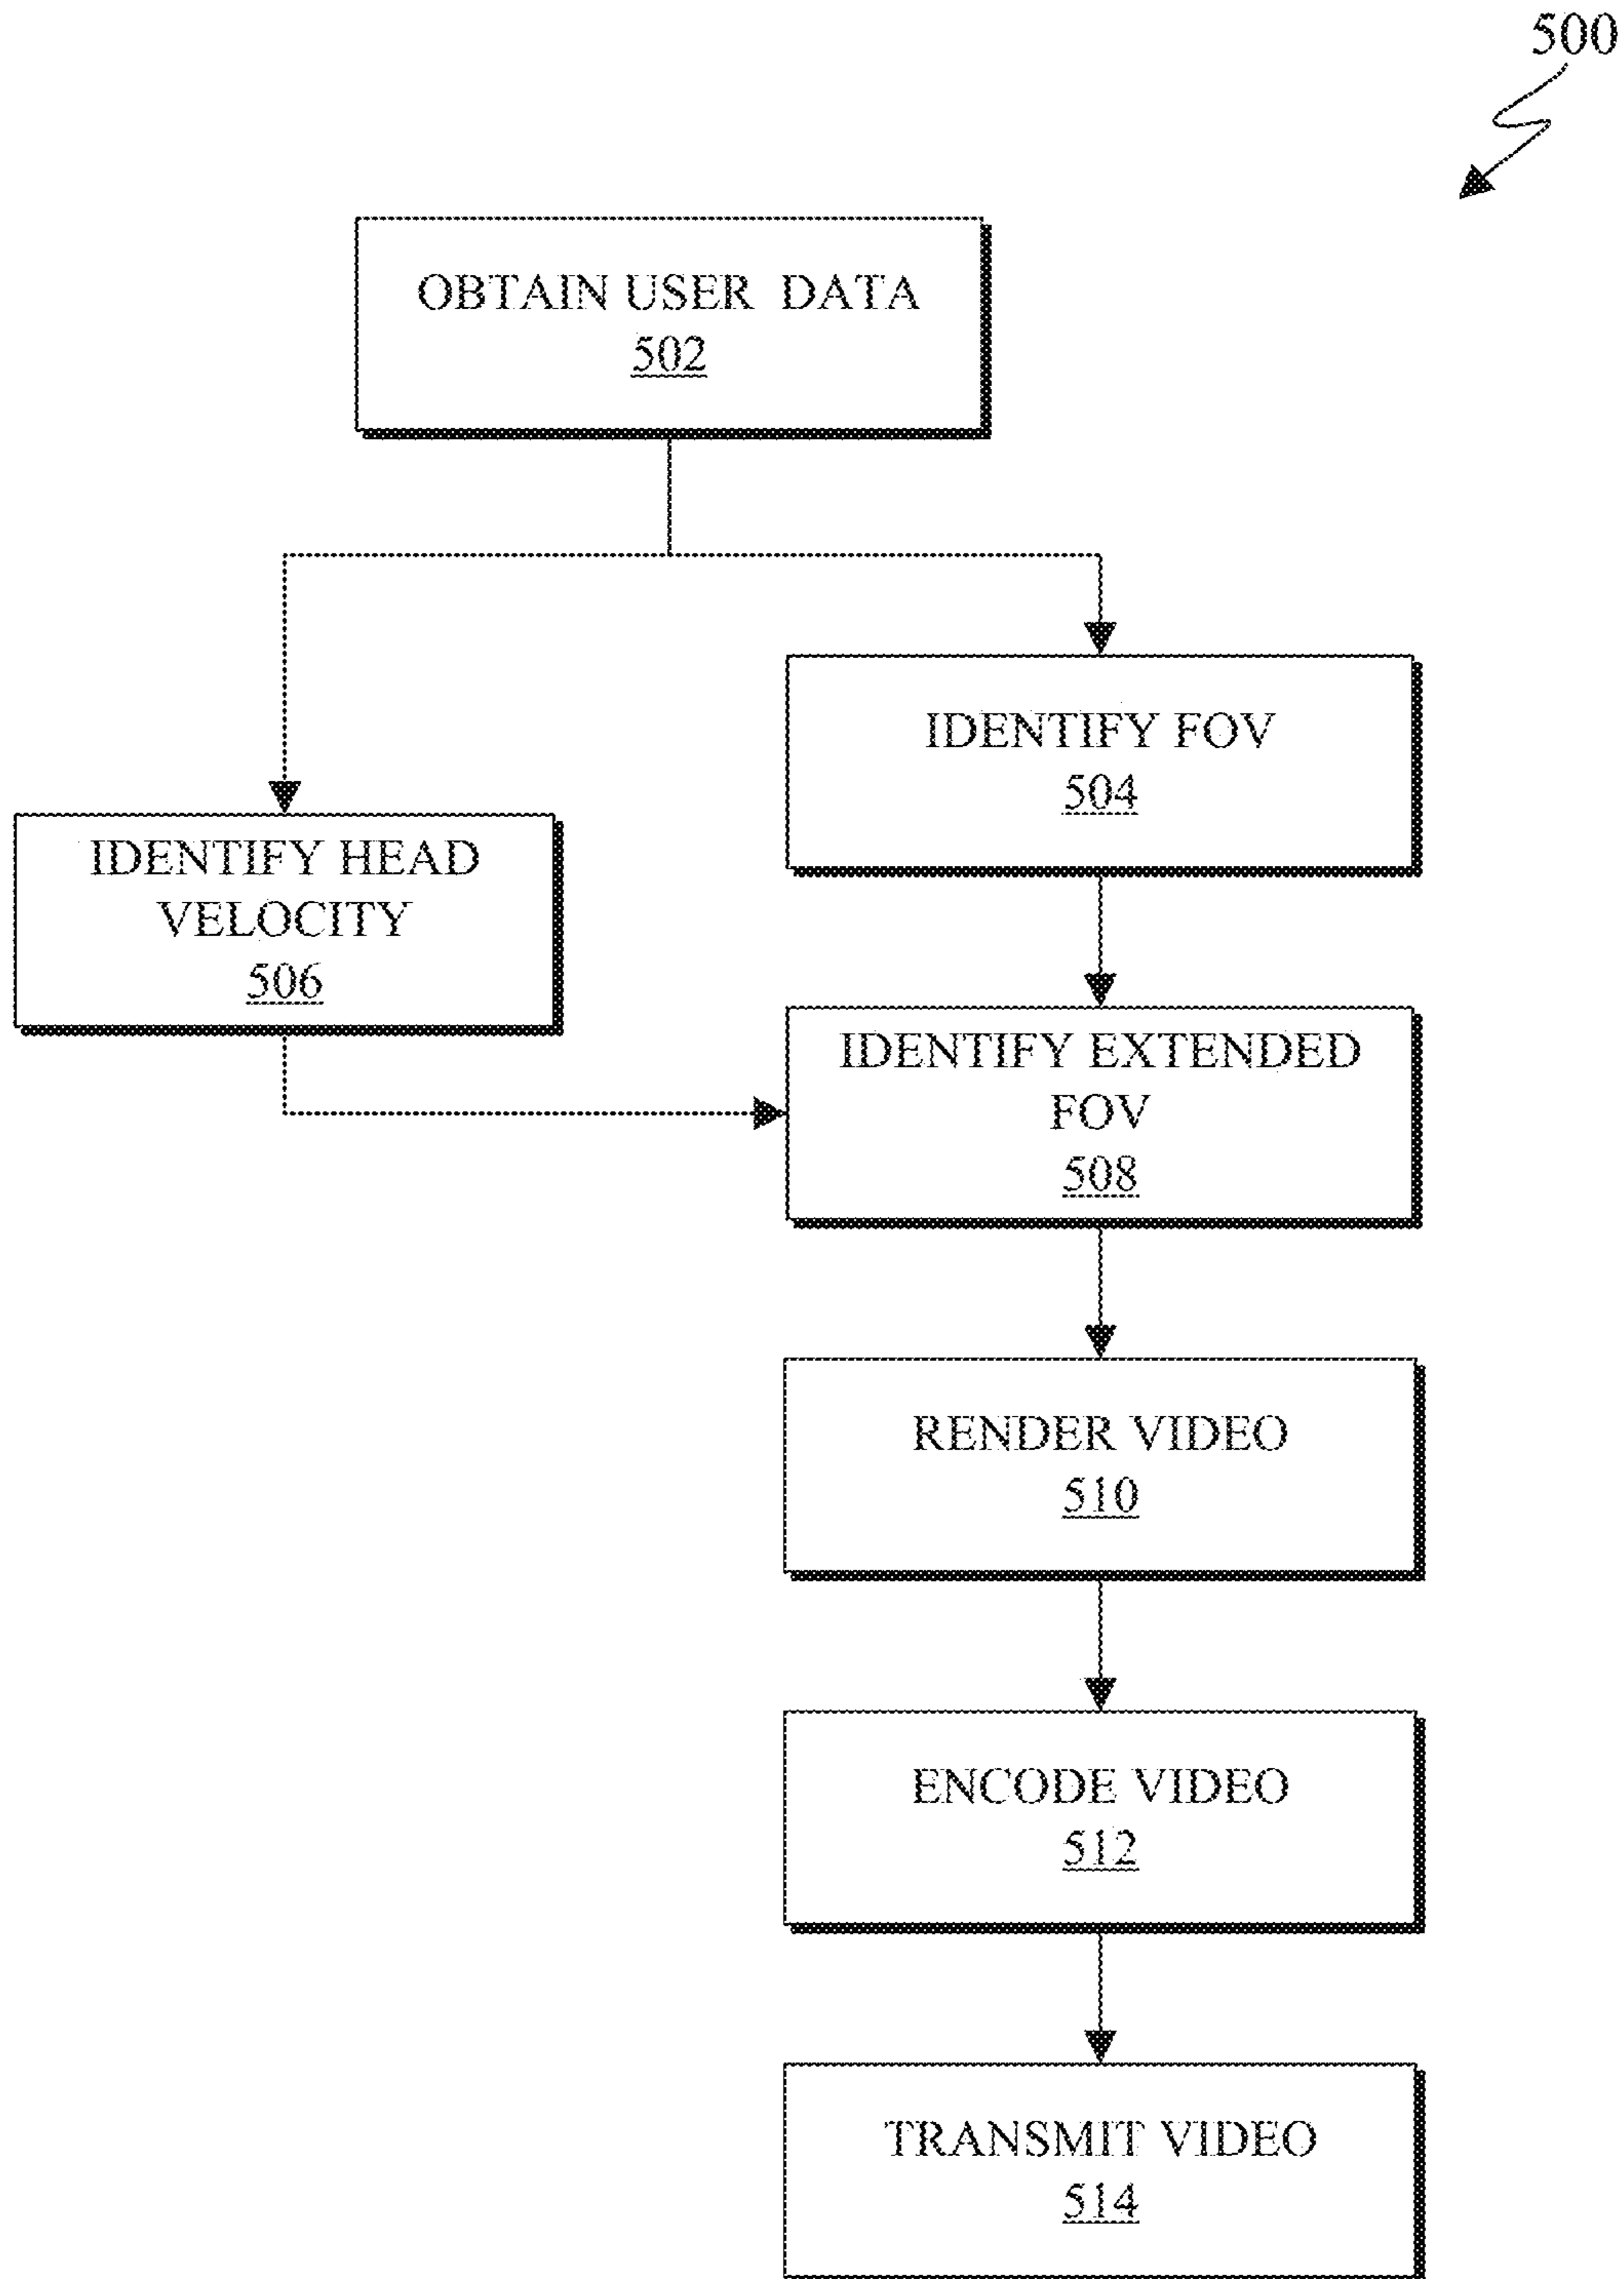 500
OBTAIN USER DATA
502
IDENTIFY FOV
504
IDENTIFY HEAD
VELOCITY
506
IDENTIFY EXTENDED
FOV
508
RENDER VIDEO
510
ENCODE VIDEO
512
TRANSMIT VIDEO
514